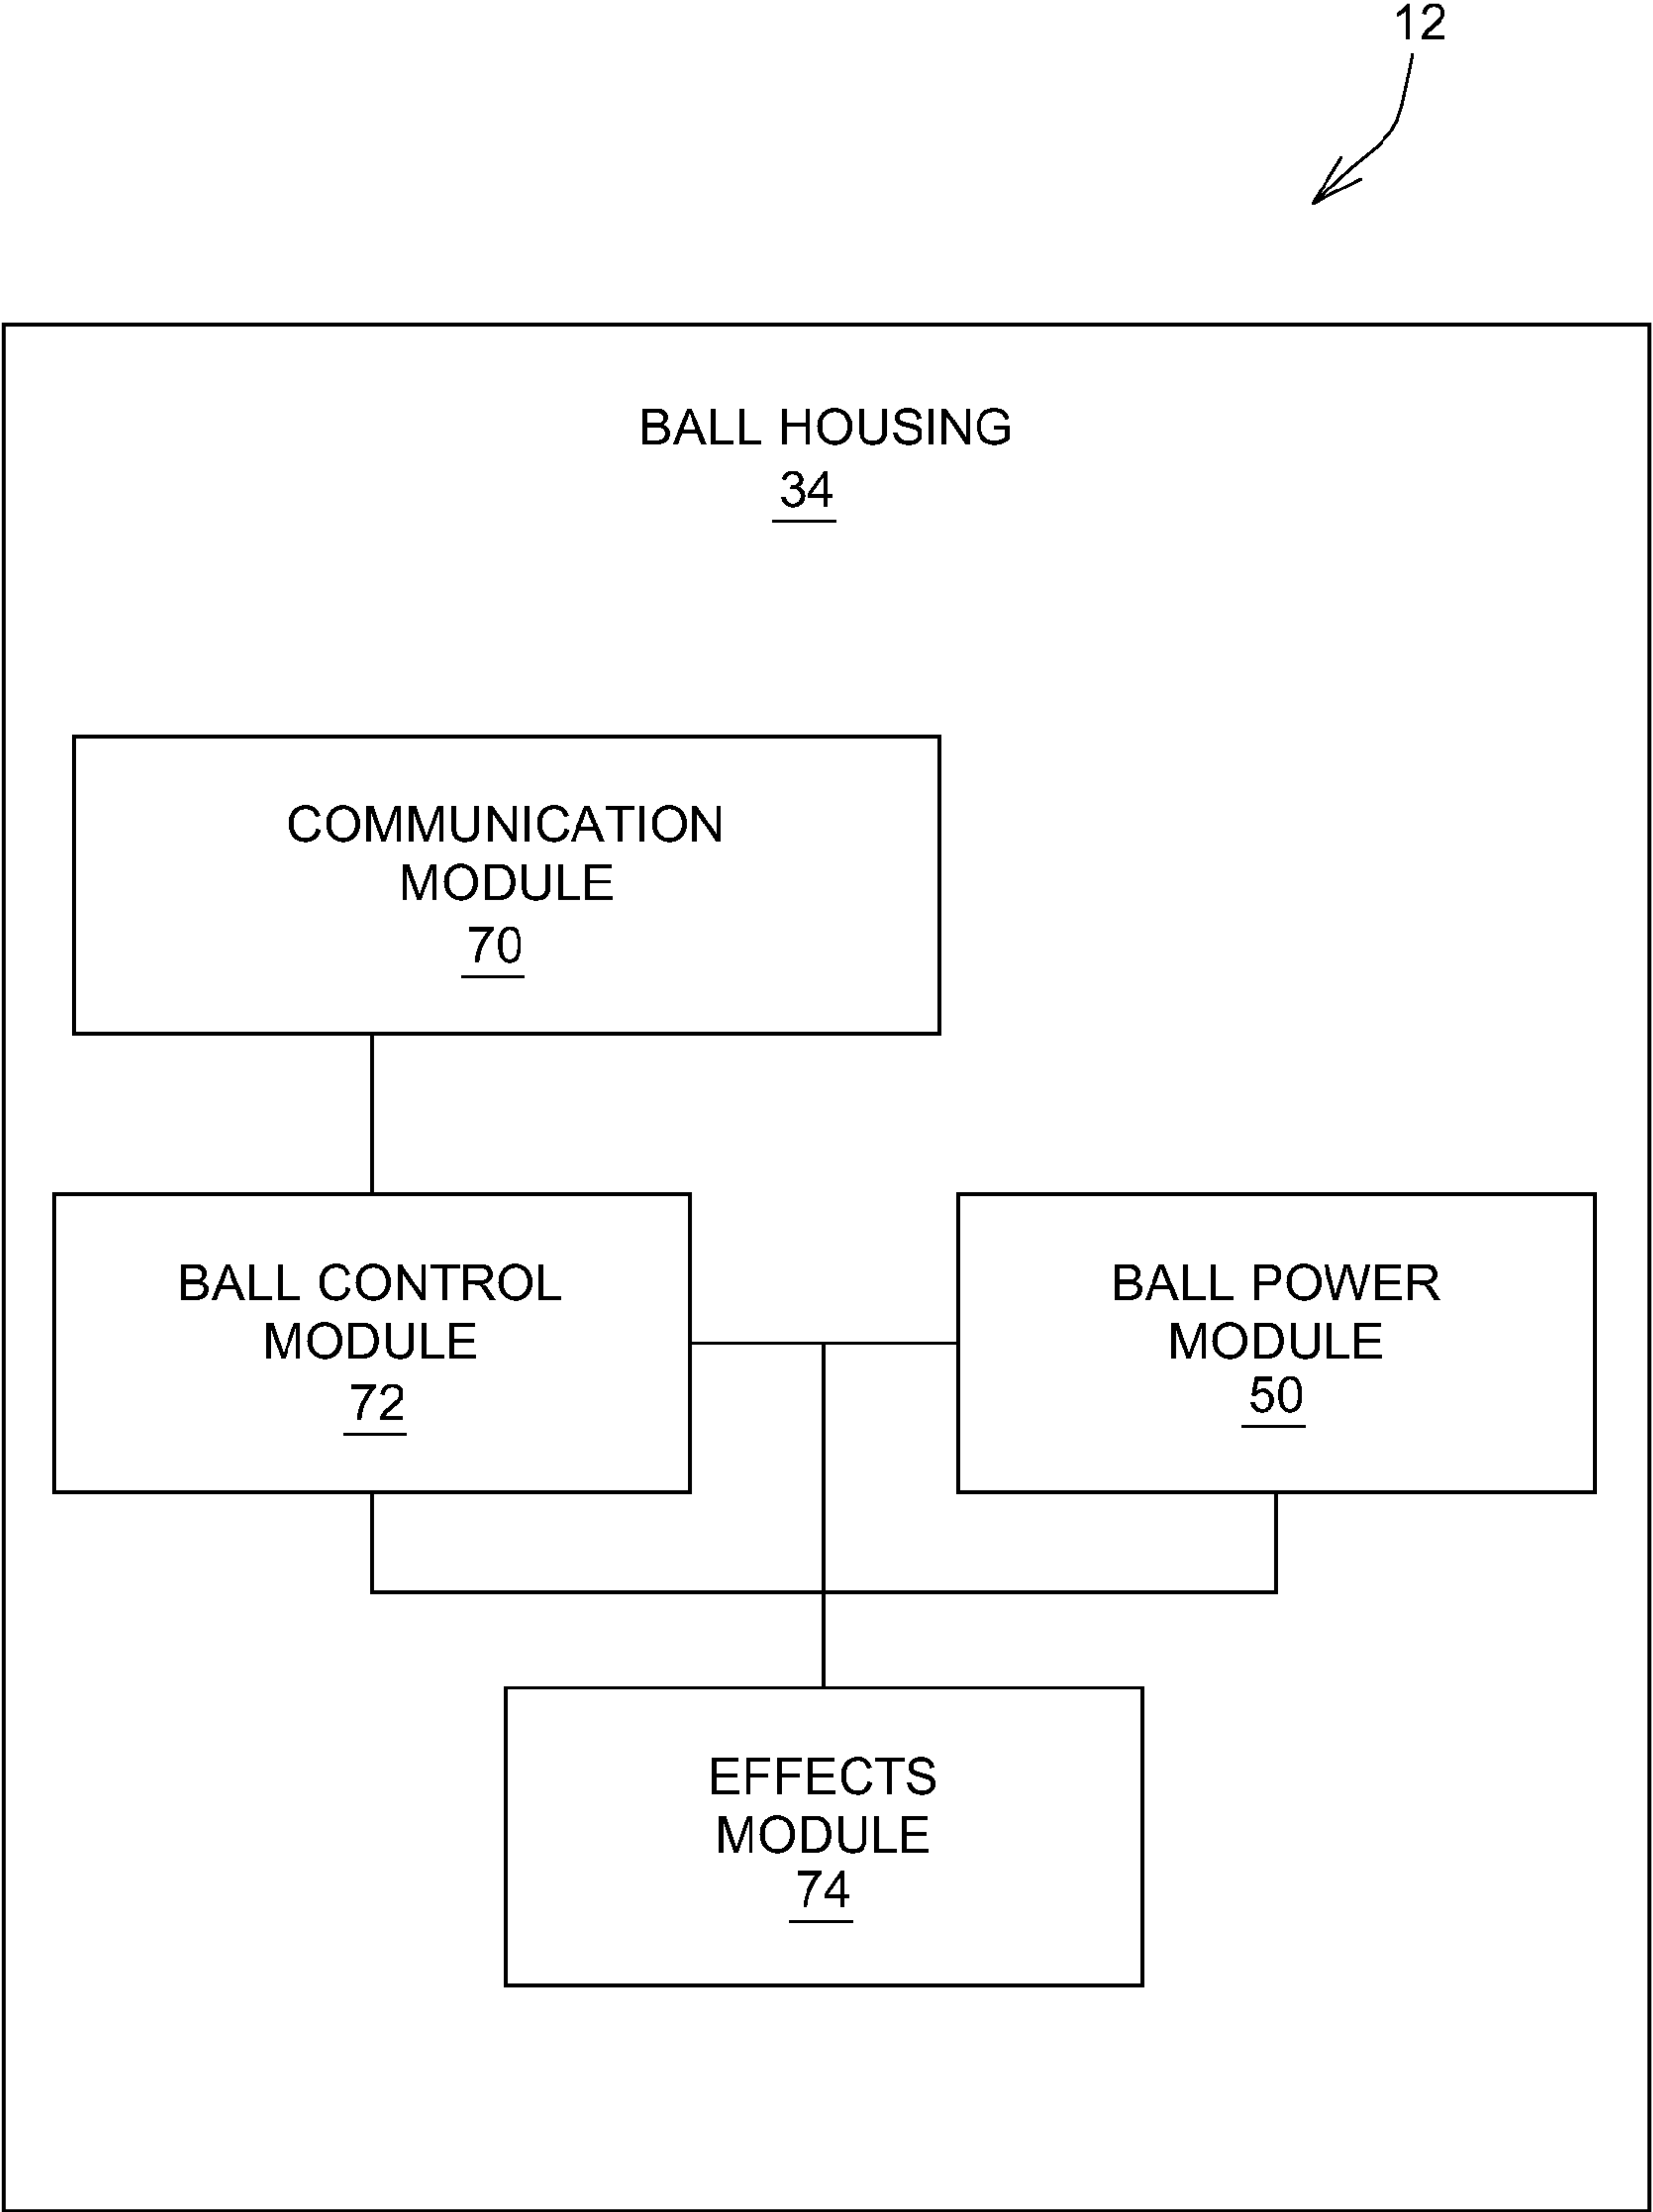 12
BALL HOUSING
34
COMMUNICATION
MODULE
70
BALL CONTROL
MODULE
72
BALL POWER
MODULE
50
EFFECTS
MODULE
74